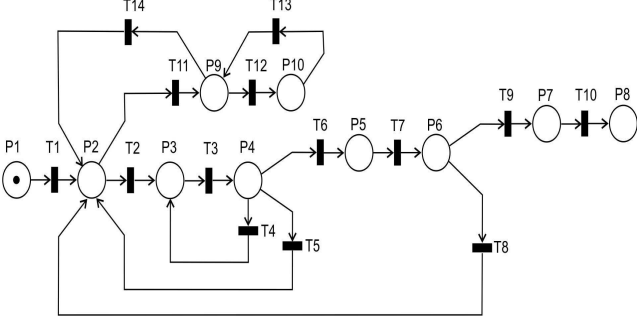 T14 T13
T11 P9 T12 P10
T9 P7 T10 P8
T6 P5 T7 P6
P1 T1 P2 T2 P3 T3 P4
T4
T5 T8